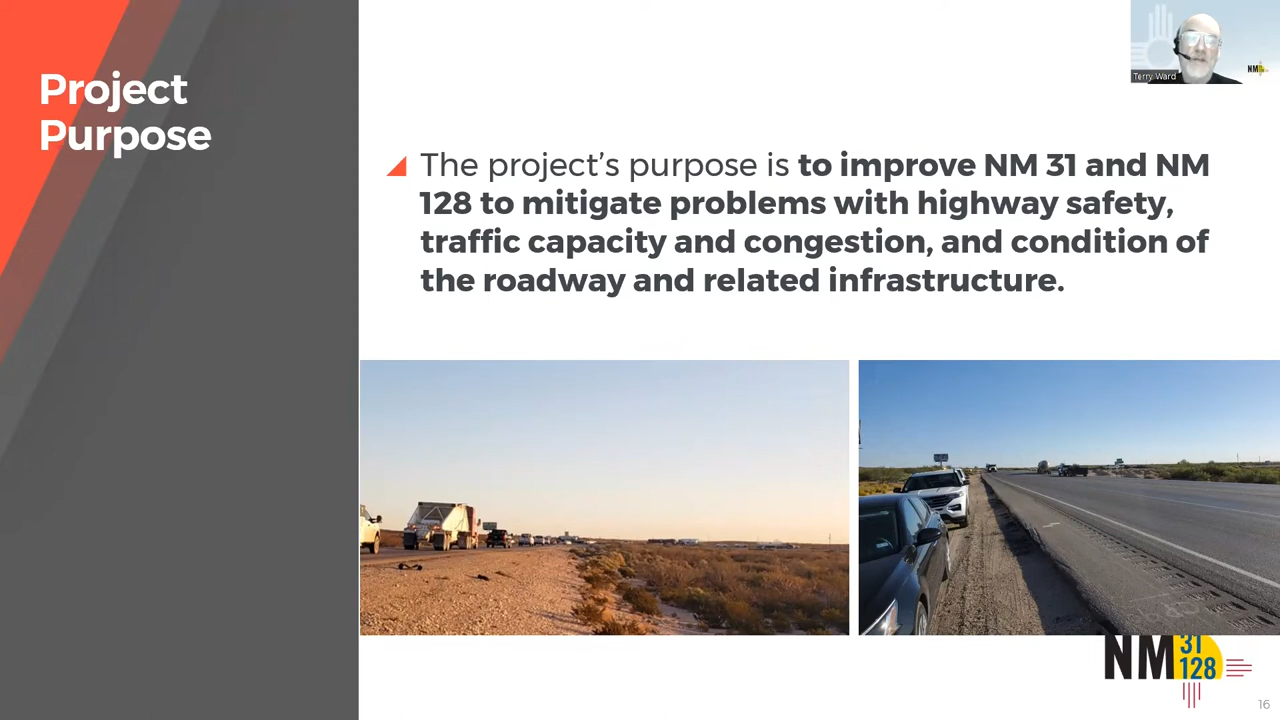 Project
Purpose
Terry Ward
The project's purpose is to improve NM 31 and NM
128 to mitigate problems with highway safety,
traffic capacity and congestion, and condition of
the roadway and related infrastructure.
NM 31
128
16